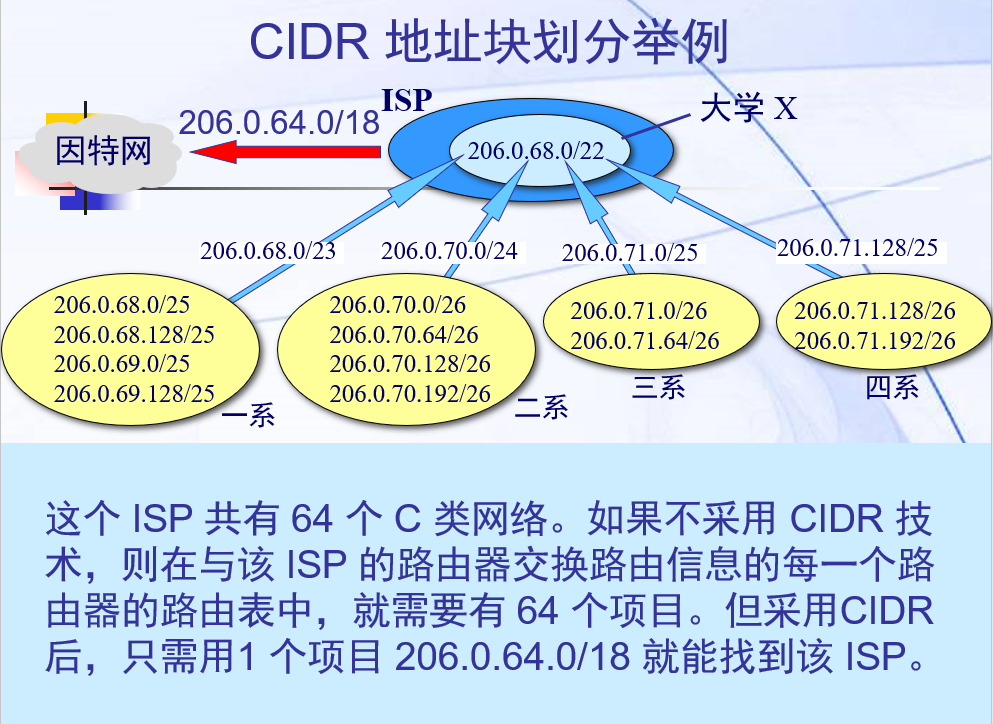 CIDR 地址块划分举例
ISP
大学 X
206.0.64.0/18
因特网
206.0.68.0/22
206.0.68.0/23
206.0.70.0/24
206.0.71.0/25
206.0.71.128/25
206.0.68.0/25
206.0.68.128/25
206.0.69.0/25
206.0.69.128/25
一系
206.0.70.0/26
206.0.70.64/26
206.0.70.128/26
206.0.70.192/26
二系
206.0.71.0/26
206.0.71.64/26
三系
206.0.71.128/26
206.0.71.192/26
四系
这个 ISP 共有 64 个 C 类网络。如果不采用 CIDR 技
术，则在与该 ISP 的路由器交换路由信息的每一个路
由器的路由表中，就需要有 64 个项目。但采用CIDR
后，只需用1 个项目 206.0.64.0/18 就能找到该 ISP。